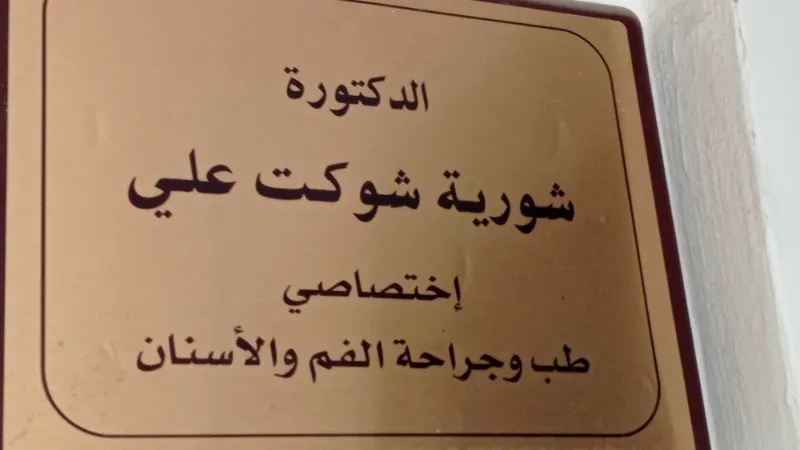 الدكتورة
شورية شوكت علي
إختصاصي
طب وجراحة الفم والأسنان